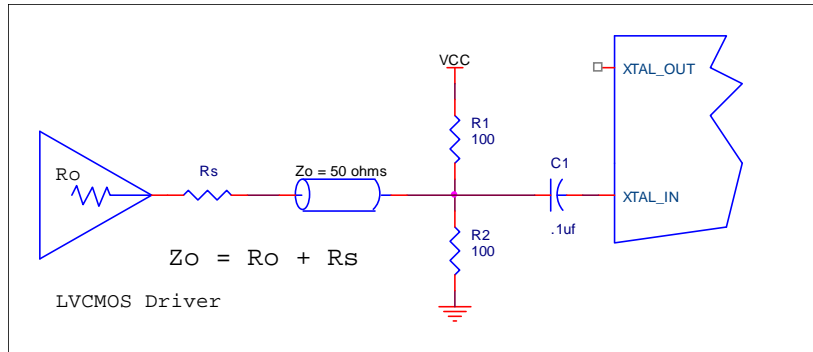 VCC
XTAL_OUT
R1
100
Ro
Rs
Zo = 50 ohms
C1
XTAL_IN
.1uf
R2
100
Zo = Ro + Rs
LVCMOS Driver